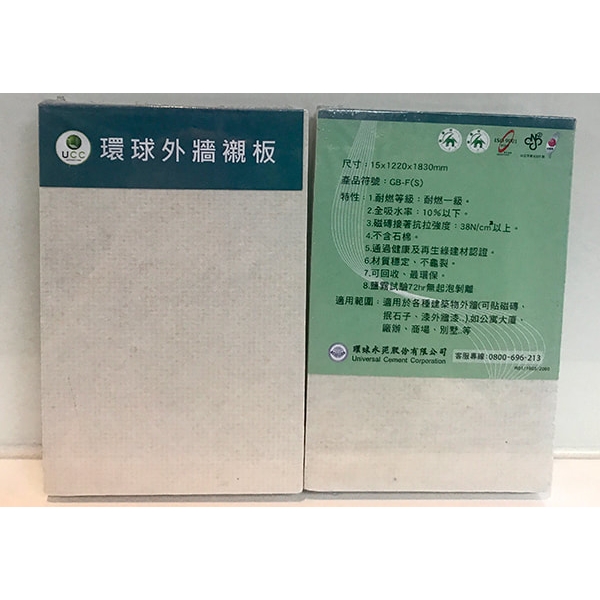 UCC
環球外牆襯板
ISO 9001
尺寸：15x1220x1830mm
產品符號：GB-F(S)
特性：1.耐燃等級：耐燃一級。
2.全吸水率：10%以下。
3.磁磚接著抗拉強度：38N/cm²以上。
4.不含石棉。
5.通過健康及再生綠建材認證。
6.材質穩定、不龜裂。
7.可回收、最環保。
8.鹽霧試驗72hr無起泡剝離
適用範圍：適用於各種建築物外牆(可貼磁磚、
抿石子、漆外牆漆..).如公寓大廈、
廠辦、商場、別墅..等
環球水泥股份有限公司
Universal Cement Corporation
客服專線：0800-696-213